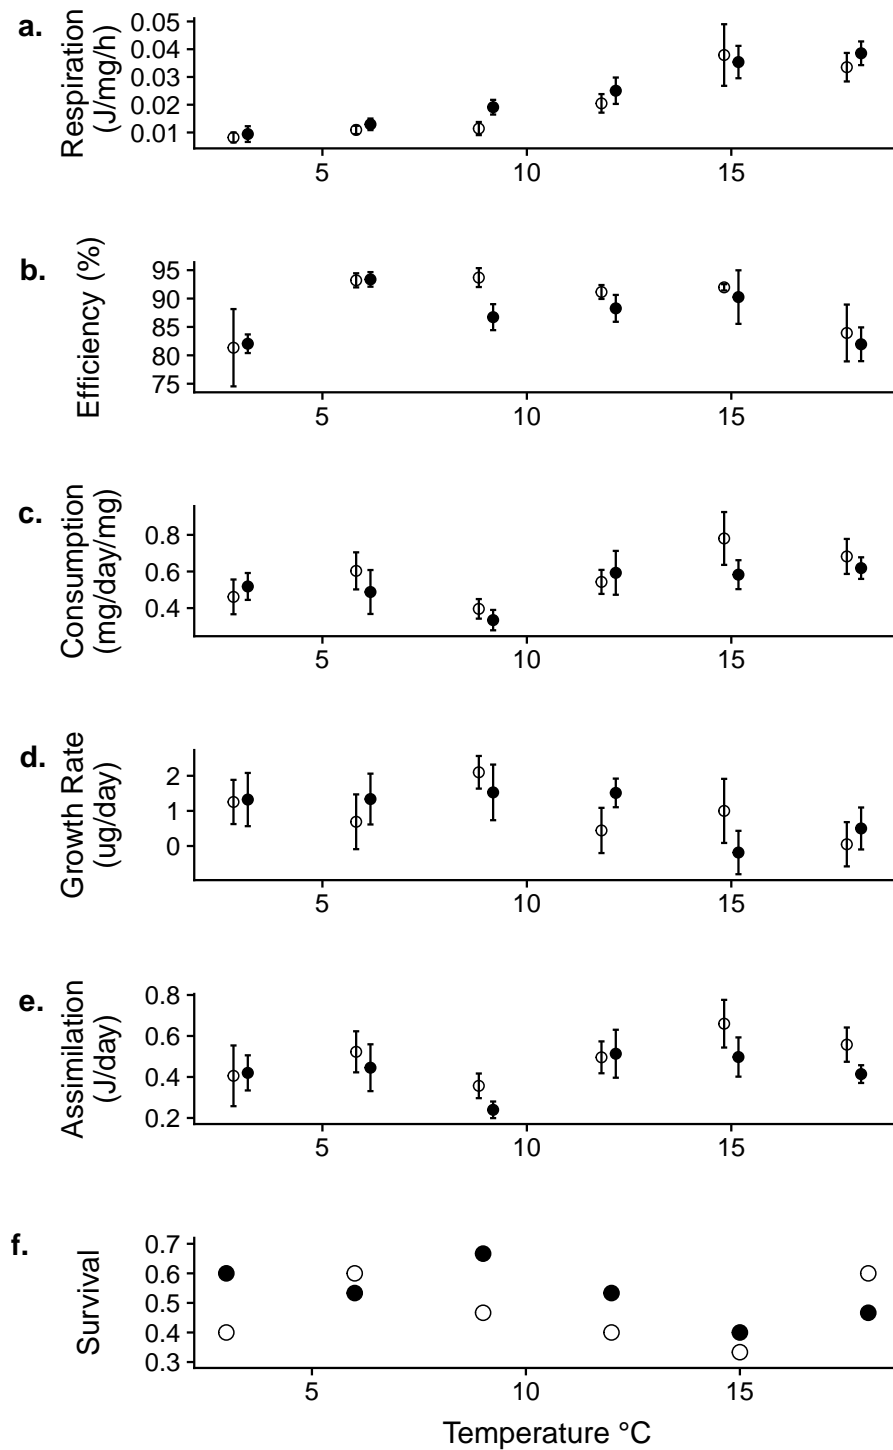 a.
Respiration
(J/mg/h)
0.05
0.04
0.03
0.02
0.01
5
10
15
b.
Efficiency (%)
95
90
85
80
75
5
10
15
c.
Consumption
(mg/day/mg)
0.8
0.6
0.4
5
10
15
d.
Growth Rate
(ug/day)
2
1
0
5
10
15
e.
Assimilation
(J/day)
0.8
0.6
0.4
0.2
5
10
15
f.
Survival
0.7
0.6
0.5
0.4
0.3
5
10
15
Temperature °C